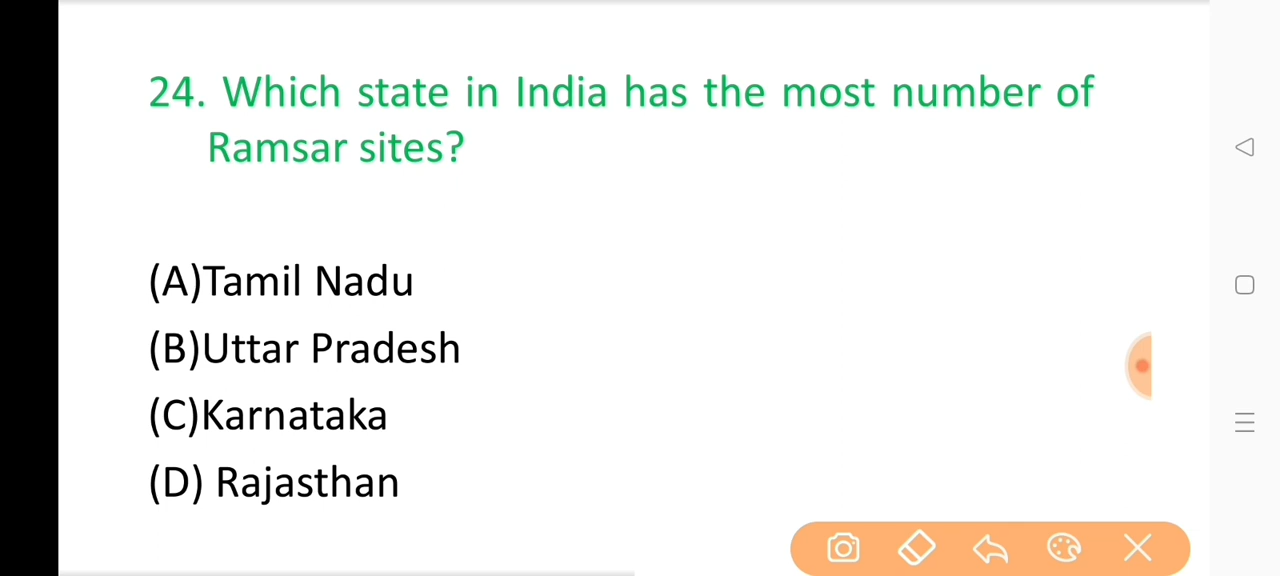 24. Which state in India has the most number of
Ramsar sites?
(A)Tamil Nadu
(B)Uttar Pradesh
(C)Karnataka
(D) Rajasthan